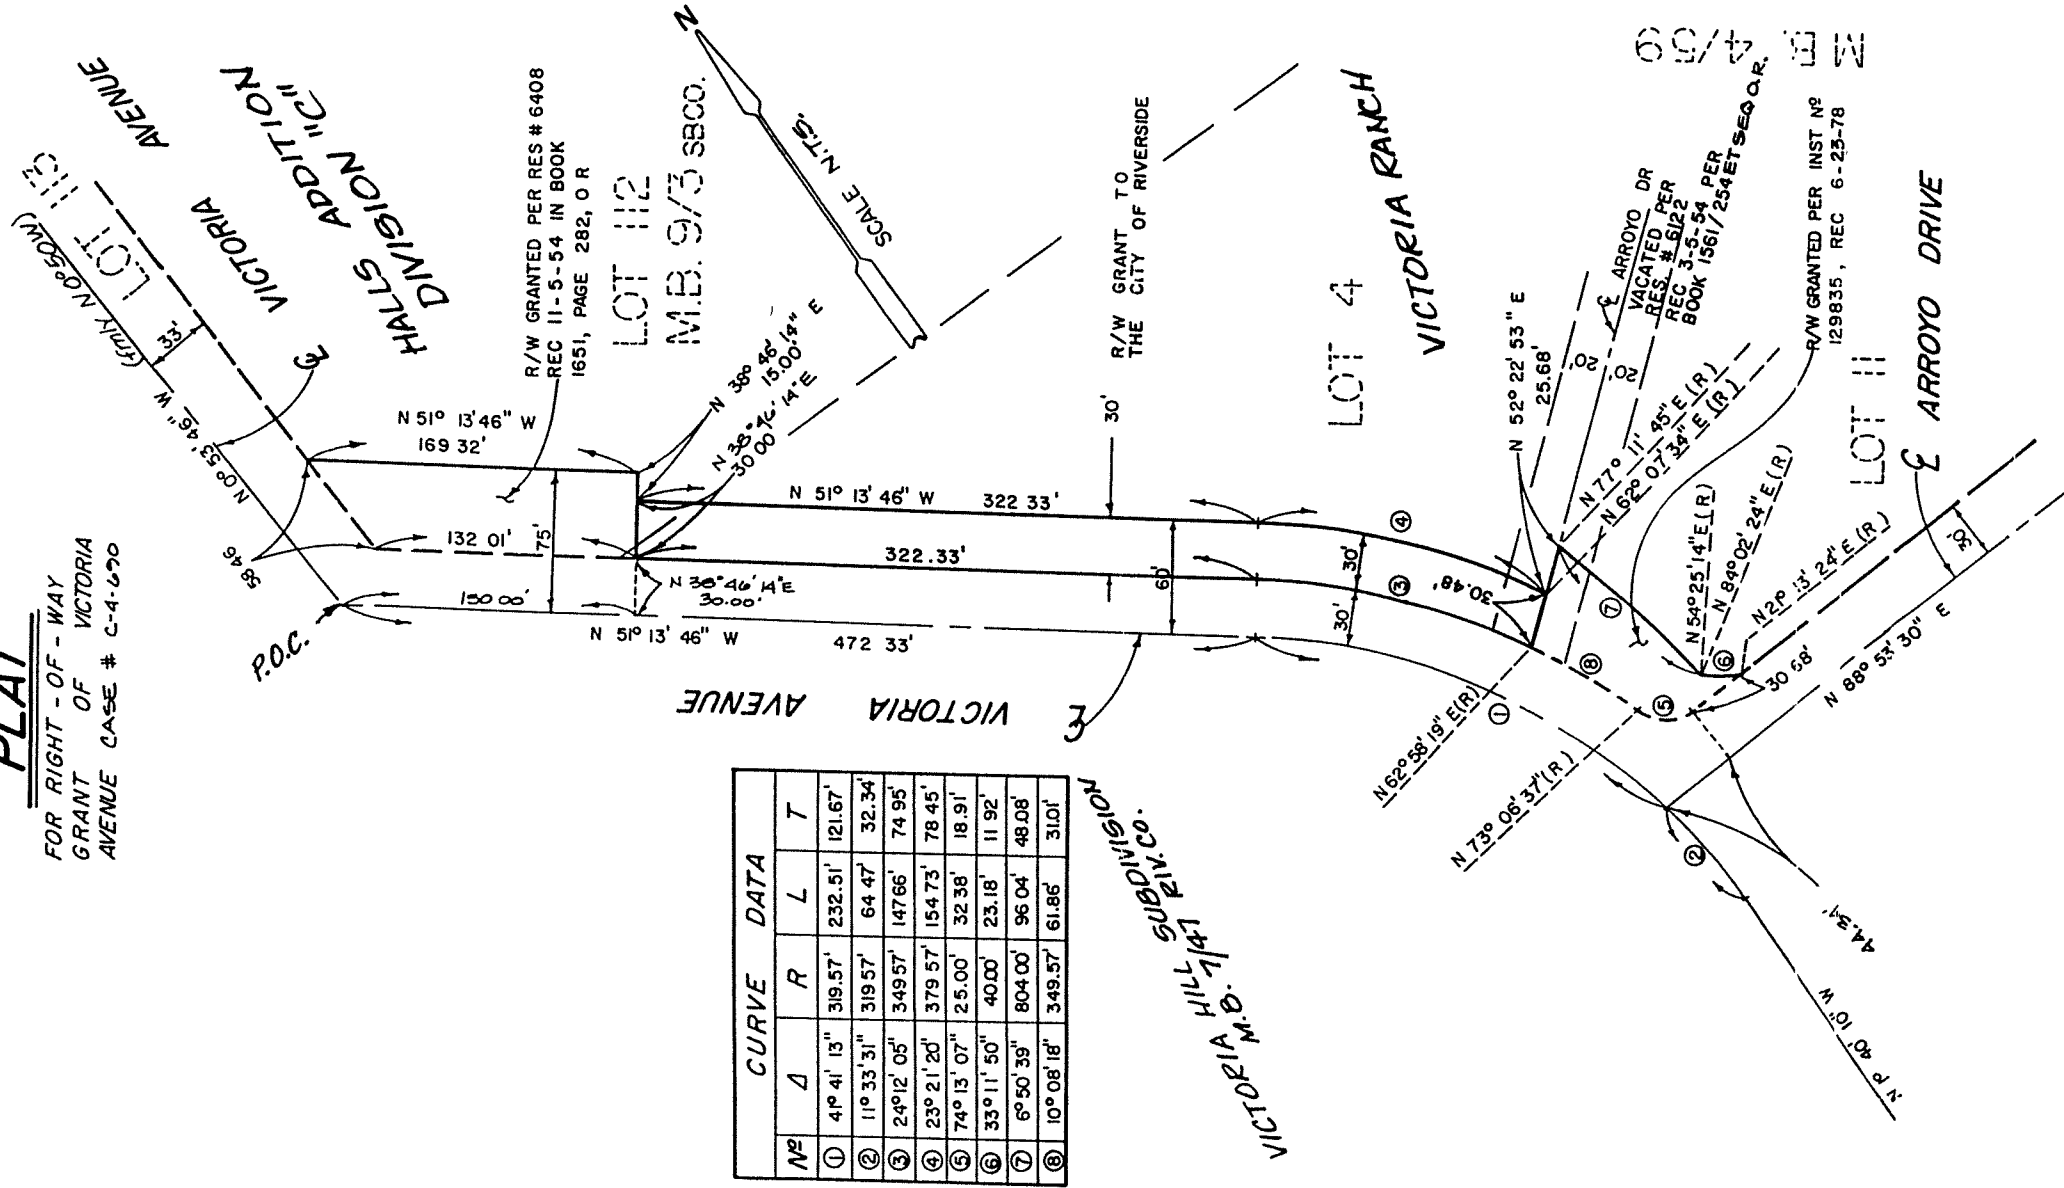 PLAT
FOR RIGHT - OF - WAY
GRANT OF VICTORIA
AVENUE CASE # C-4-690
AVENUE
VICTORIA
LOT 113
(fmly N 0°50W)
33'
HALLS ADDITION
DIVISION "C"
N 0° 53' 46" W
58 46
P.O.C.
N 51° 13' 46" W
169 32'
R/W GRANTED PER RES # 6408
REC 11-5-54 IN BOOK
1651, PAGE 282, O R
LOT 112
M.B. 9/3 SBCO.
N
SCALE N.T.S.
132 01'
75'
150 00'
N 38° 46' 14" E
15.00'
N 38° 46' 14" E
30 00'
N 38° 46' 14" E
30.00'
N 51° 13' 46" W
472 33'
N 51° 13' 46" W 322 33'
322.33'
30'
R/W GRANT TO
THE CITY OF RIVERSIDE
60'
30'
30'
VICTORIA AVENUE
LOT 4
VICTORIA RANCH
M B. 4/59
N 52° 22' 53" E
25.68'
30.48'
20'
20'
℄ ARROYO DR
VACATED PER
RES. # 6122
REC 3-5-54 PER
BOOK 1561/254 ET SEQ O.R.
N 77° 11' 45" E (R)
N 62° 07' 34" E (R)
R/W GRANTED PER INST Nº
129835, REC 6-23-78
N 54° 25' 14" E (R)
N 84° 02' 24" E (R)
N 21° 13' 24" E (R)
LOT 11
℄ ARROYO DRIVE
30'
30 68'
N 88° 53' 30" E
N 62° 58' 19" E (R)
N 73° 06' 37" (R)
①
②
③
④
⑤
⑥
⑦
⑧
44.37'
40' 10" W
VICTORIA HILL SUBDIVISION
M.B. 7/47 RIV. CO.
CURVE DATA
Nº Δ R L T
① 41° 41' 13" 319.57' 232.51' 121.67'
② 11° 33' 31" 319 57' 64 47' 32.34'
③ 24° 12' 05" 349 57' 147 66' 74 95'
④ 23° 21' 20" 379 57' 154 73' 78 45'
⑤ 74° 13' 07" 25.00' 32 38' 18.91'
⑥ 33° 11' 50" 40.00' 23.18' 11 92'
⑦ 6° 50' 39" 804 00' 96 04' 48.08'
⑧ 10° 08' 18" 349.57' 61.86' 31.01'